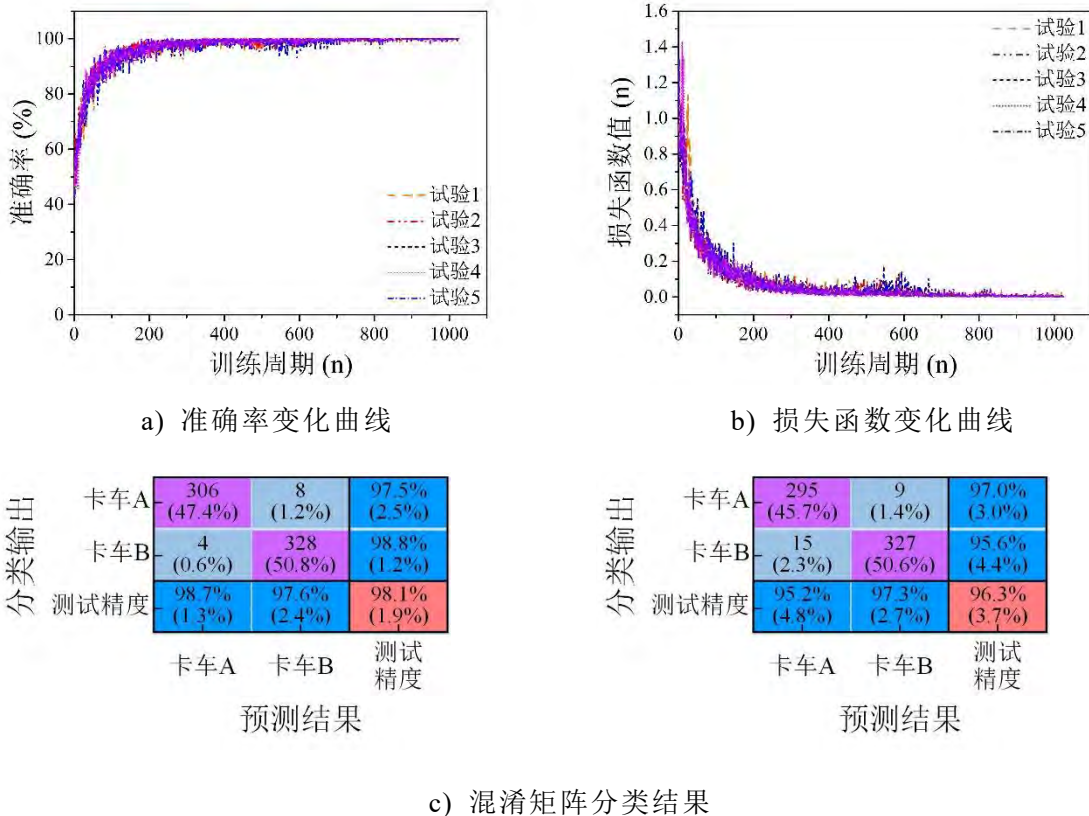 100
80
60
40
20
0
准确率 (%)
试验1
试验2
试验3
试验4
试验5
0 200 400 600 800 1000
训练周期 (n)
a) 准确率变化曲线
1.6
1.4
1.2
1.0
0.8
0.6
0.4
0.2
0.0
损失函数值 (n)
试验1
试验2
试验3
试验4
试验5
0 200 400 600 800 1000
训练周期 (n)
b) 损失函数变化曲线
分类输出
卡车A
306 8 97.5%
(47.4%) (1.2%) (2.5%)
卡车B
4 328 98.8%
(0.6%) (50.8%) (1.2%)
测试精度
98.7% 97.6% 98.1%
(1.3%) (2.4%) (1.9%)
卡车A 卡车B 测试
精度
预测结果
分类输出
卡车A
295 9 97.0%
(45.7%) (1.4%) (3.0%)
卡车B
15 327 95.6%
(2.3%) (50.6%) (4.4%)
测试精度
95.2% 97.3% 96.3%
(4.8%) (2.7%) (3.7%)
卡车A 卡车B 测试
精度
预测结果
c) 混淆矩阵分类结果